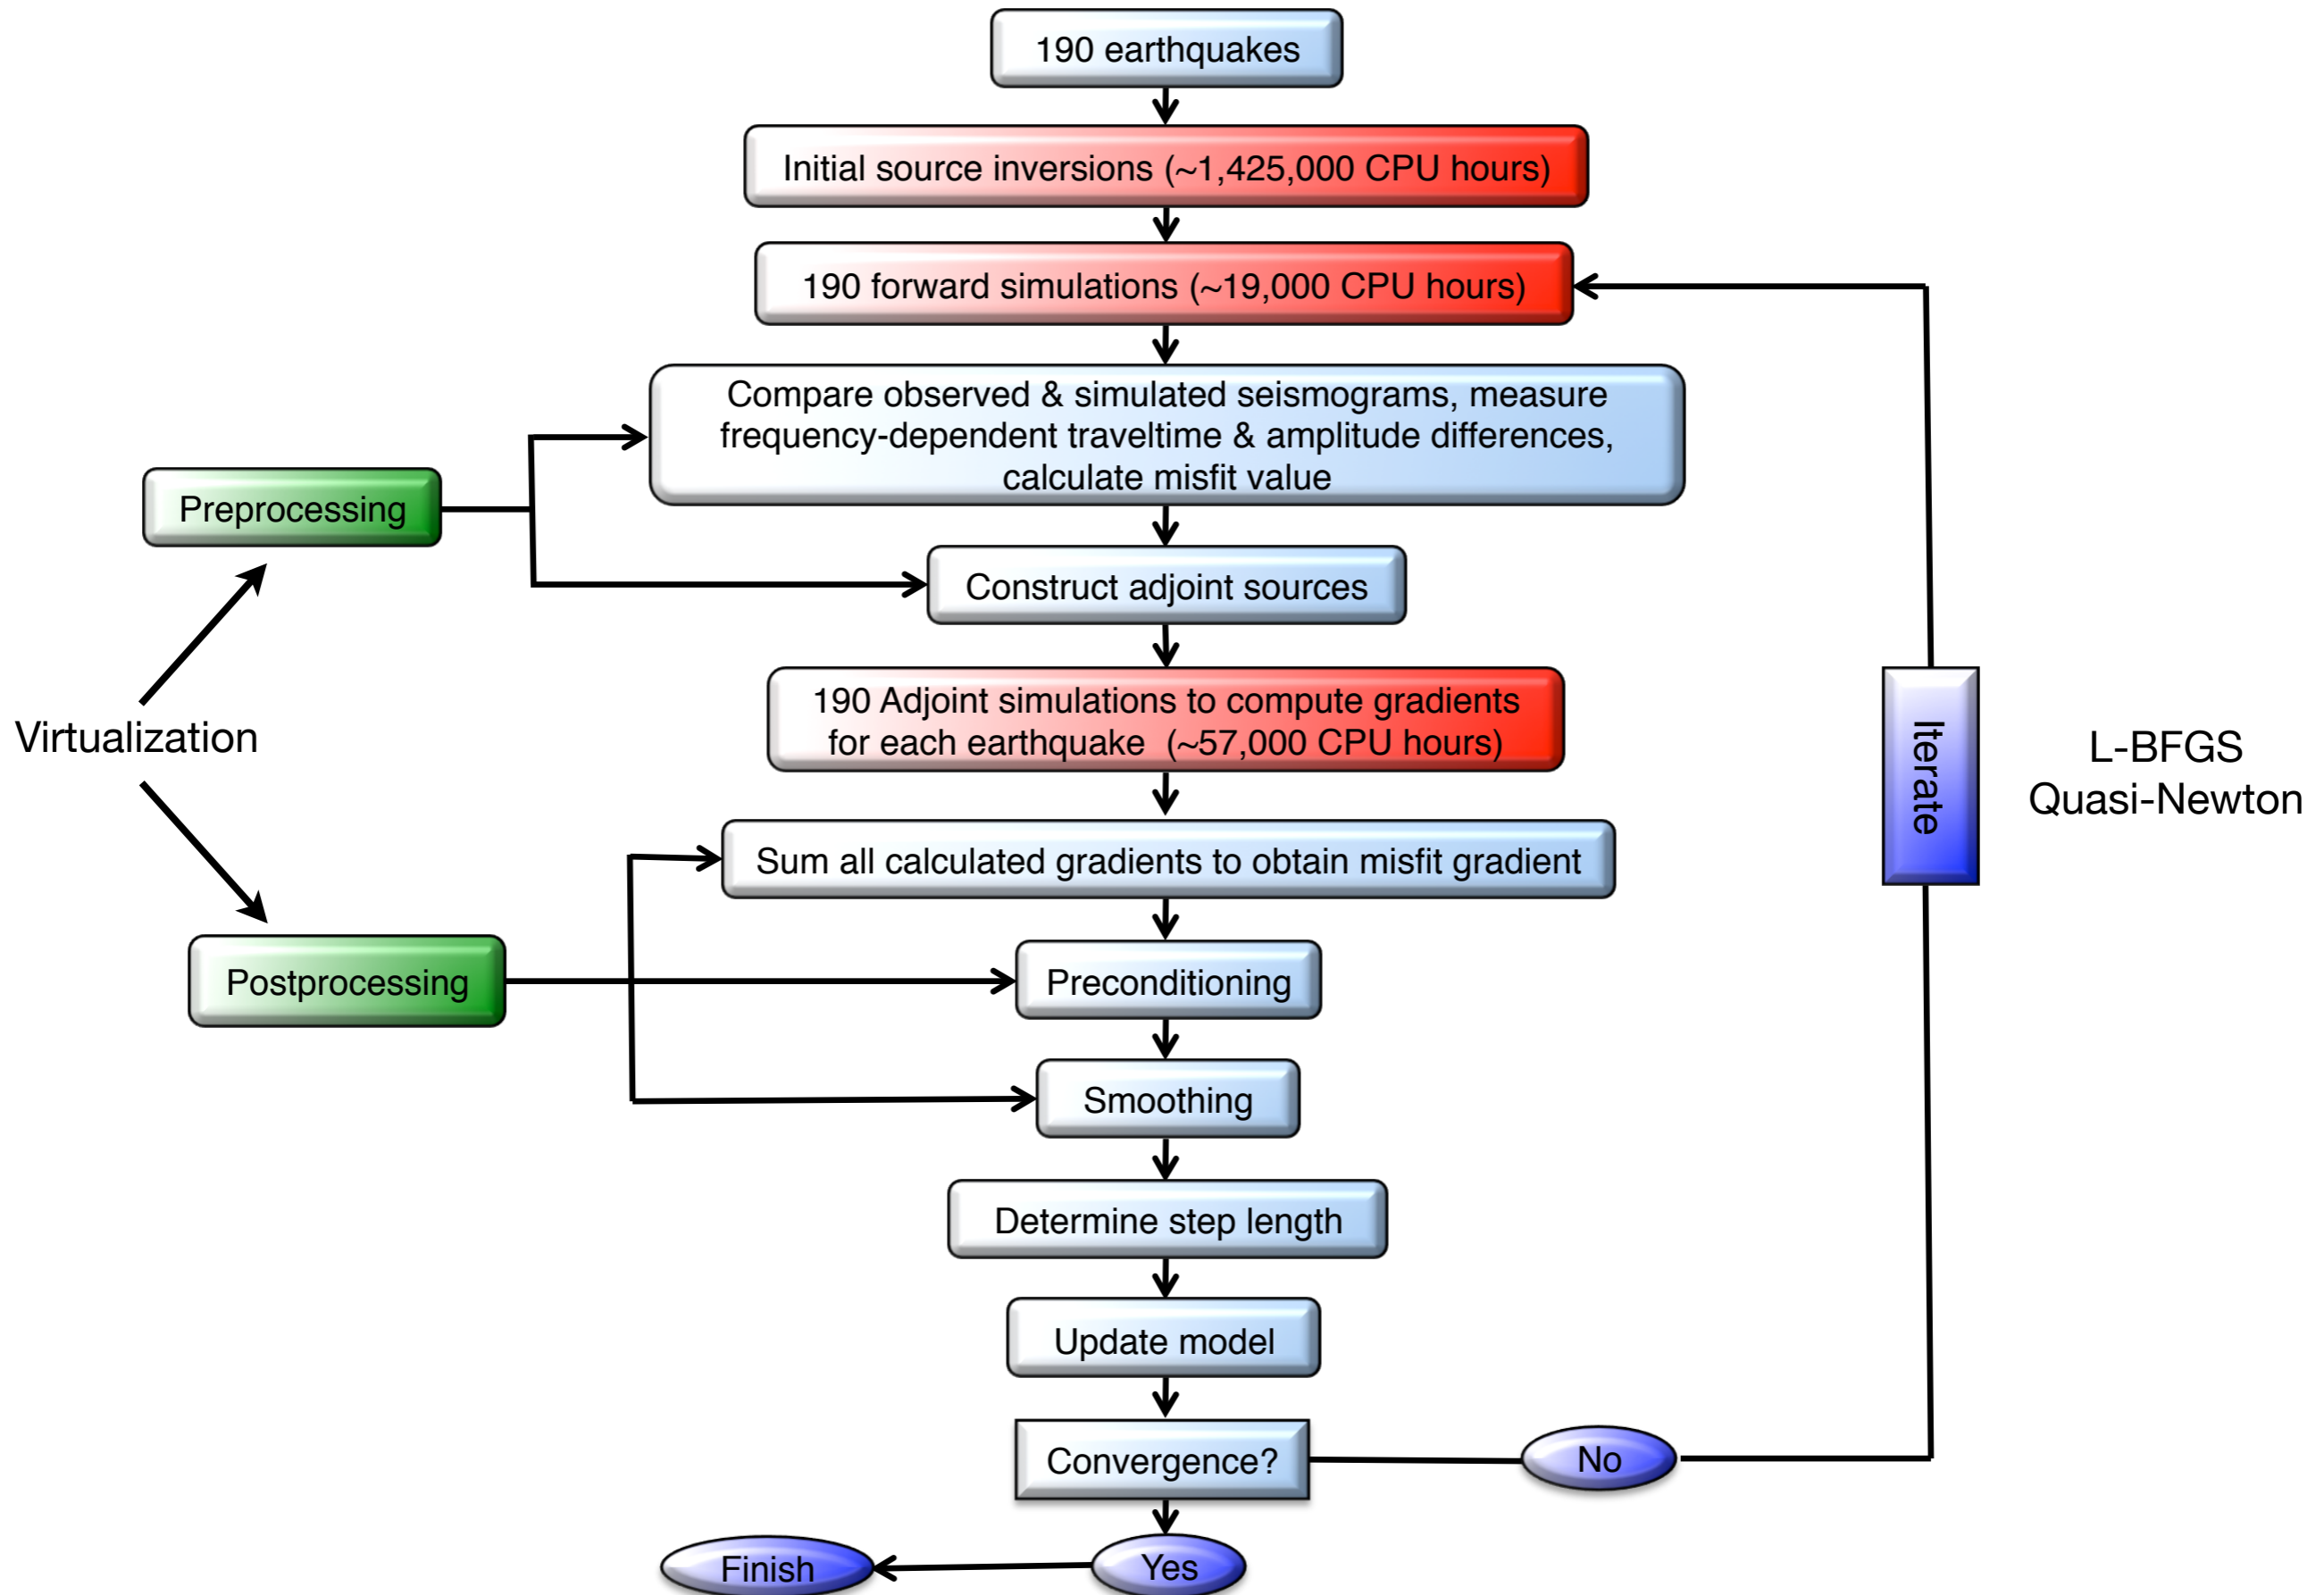 190 earthquakes
Initial source inversions (~1,425,000 CPU hours)
190 forward simulations (~19,000 CPU hours)
Compare observed & simulated seismograms, measure
frequency-dependent traveltime & amplitude differences,
calculate misfit value
Preprocessing
Construct adjoint sources
190 Adjoint simulations to compute gradients
for each earthquake (~57,000 CPU hours)
Virtualization
Iterate
L-BFGS
Quasi-Newton
Sum all calculated gradients to obtain misfit gradient
Postprocessing
Preconditioning
Smoothing
Determine step length
Update model
Convergence?
No
Finish
Yes